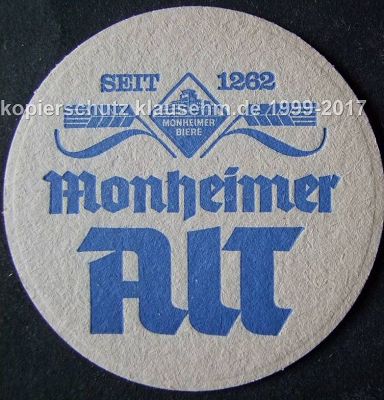 SEIT 1262
kopierschutz klausehm.de 1999-2017
MONHEIMER
BIERE
Monheimer
Alt